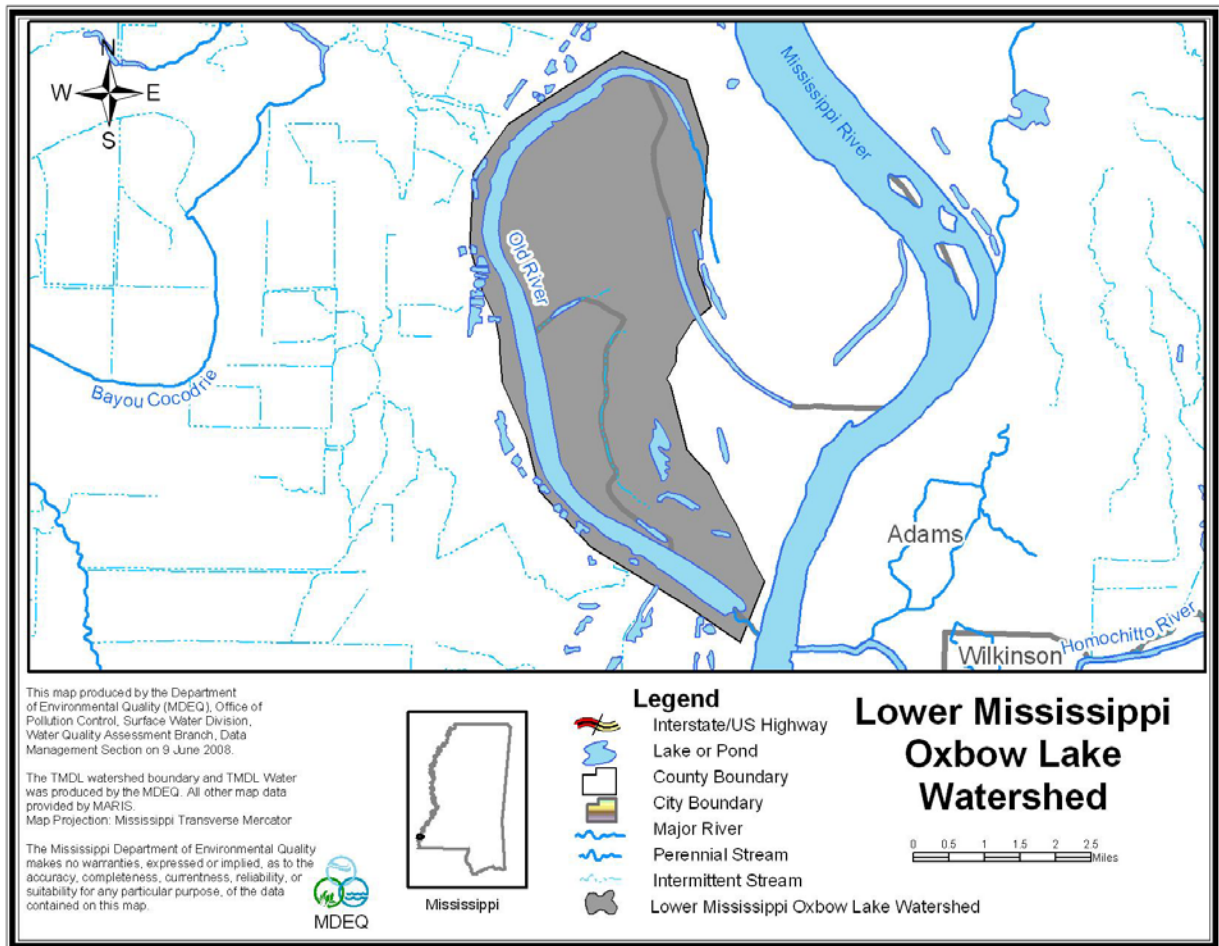 N
W E
S
Mississippi River
Old River
Bayou Cocodrie
Adams
Homochitto River
Wilkinson
This map produced by the Department
of Environmental Quality (MDEQ), Office of
Pollution Control, Surface Water Division,
Water Quality Assessment Branch, Data
Management Section on 9 June 2008.
The TMDL watershed boundary and TMDL Water
was produced by the MDEQ. All other map data
provided by MARIS.
Map Projection: Mississippi Transverse Mercator
The Mississippi Department of Environmental Quality
makes no warranties, expressed or implied, as to the
accuracy, completeness, currentness, reliability, or
suitability for any particular purpose, of the data
contained on this map.
MDEQ
Mississippi
Legend
Interstate/US Highway
Lake or Pond
County Boundary
City Boundary
Major River
Perennial Stream
Intermittent Stream
Lower Mississippi Oxbow Lake Watershed
Lower Mississippi
Oxbow Lake
Watershed
0 0.5 1 1.5 2 2.5
Miles